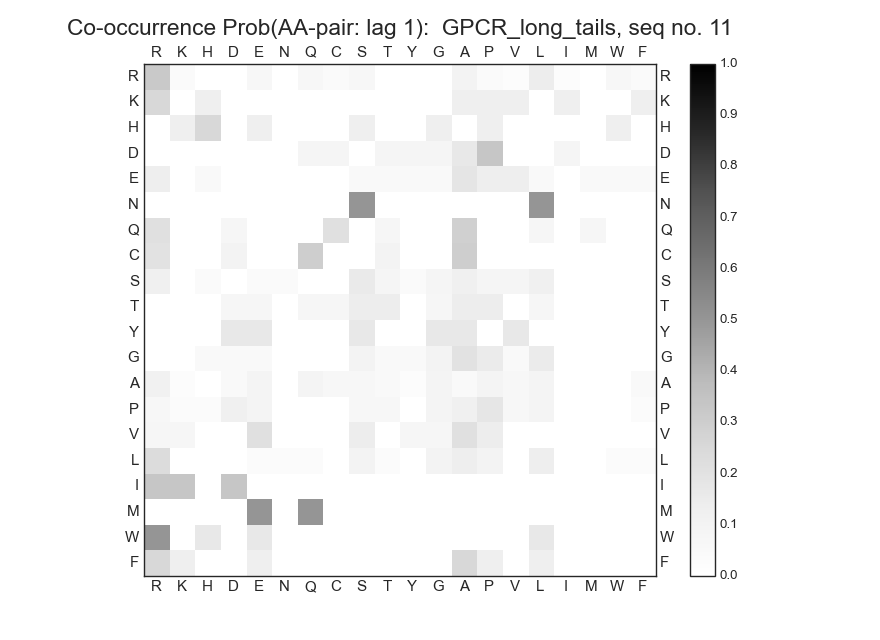 Co-occurrence Prob(AA-pair: lag 1):  GPCR_long_tails, seq no. 11
R K H D E N Q C S T Y G A P V L I M W F
R R 1.0
K K 0.9
H H
D D 0.8
E E
N N 0.7
Q Q 0.6
C C
S S 0.5
T T
Y Y 0.4
G G
A A 0.3
P P
V V 0.2
L L
I I 0.1
M M
W W
F F 0.0
R K H D E N Q C S T Y G A P V L I M W F